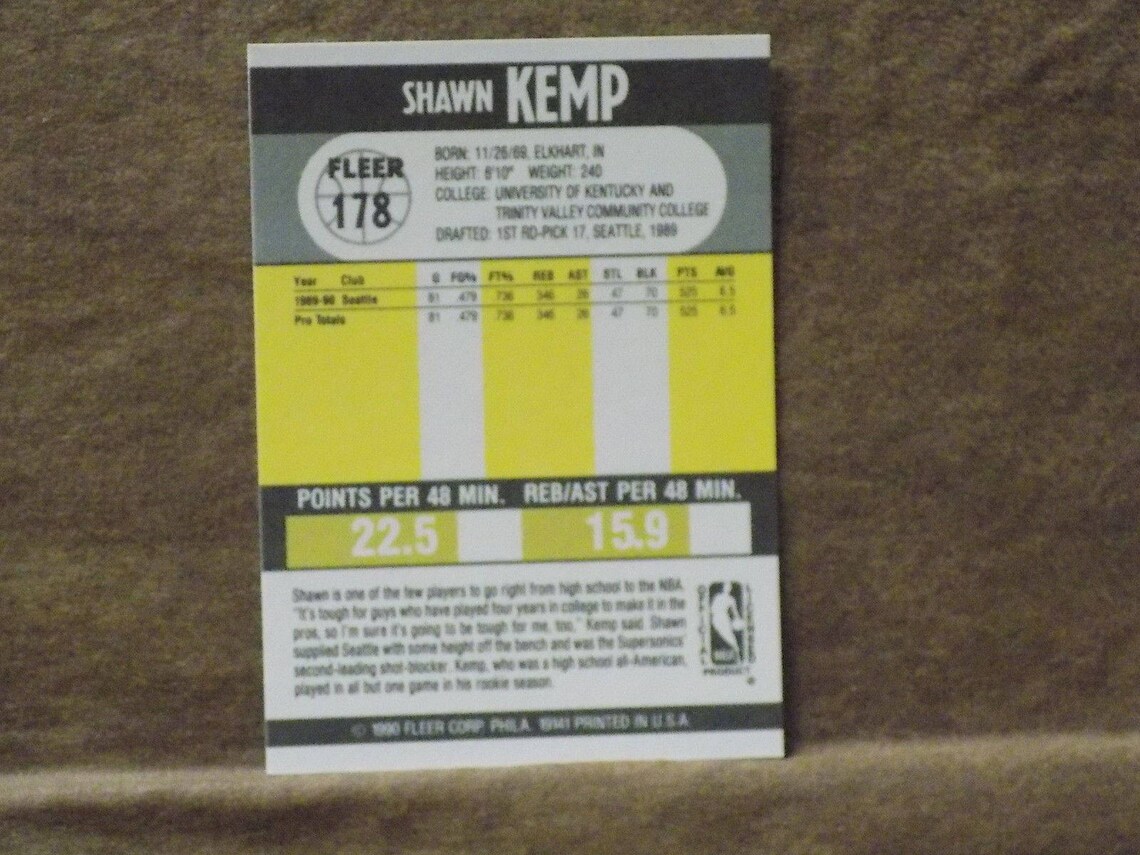 SHAWN KEMP
FLEER
178
BORN: 11/26/69, ELKHART, IN
HEIGHT: 6'10" WEIGHT: 240
COLLEGE: UNIVERSITY OF KENTUCKY AND
TRINITY VALLEY COMMUNITY COLLEGE
DRAFTED: 1ST RD-PICK 17, SEATTLE, 1989
Year Club G FG% FT% REB AST STL BLK PTS AVG
1989-90 Seattle 81 .479 .736 346 28 47 70 525 6.5
Pro Totals 81 .479 .736 346 28 47 70 525 6.5
POINTS PER 48 MIN. REB/AST PER 48 MIN.
22.5 15.9
Shawn is one of the few players to go right from high school to the NBA.
"It's tough for guys who have played four years in college to make it in the
pros, so I'm sure it's going to be tough for me, too," Kemp said. Shawn
supplied Seattle with some height off the bench and was the Supersonics'
second-leading shot-blocker. Kemp, who was a high school all-American,
played in all but one game in his rookie season.
PRODUCT
© 1990 FLEER CORP. PHILA. 19141 PRINTED IN U.S.A.